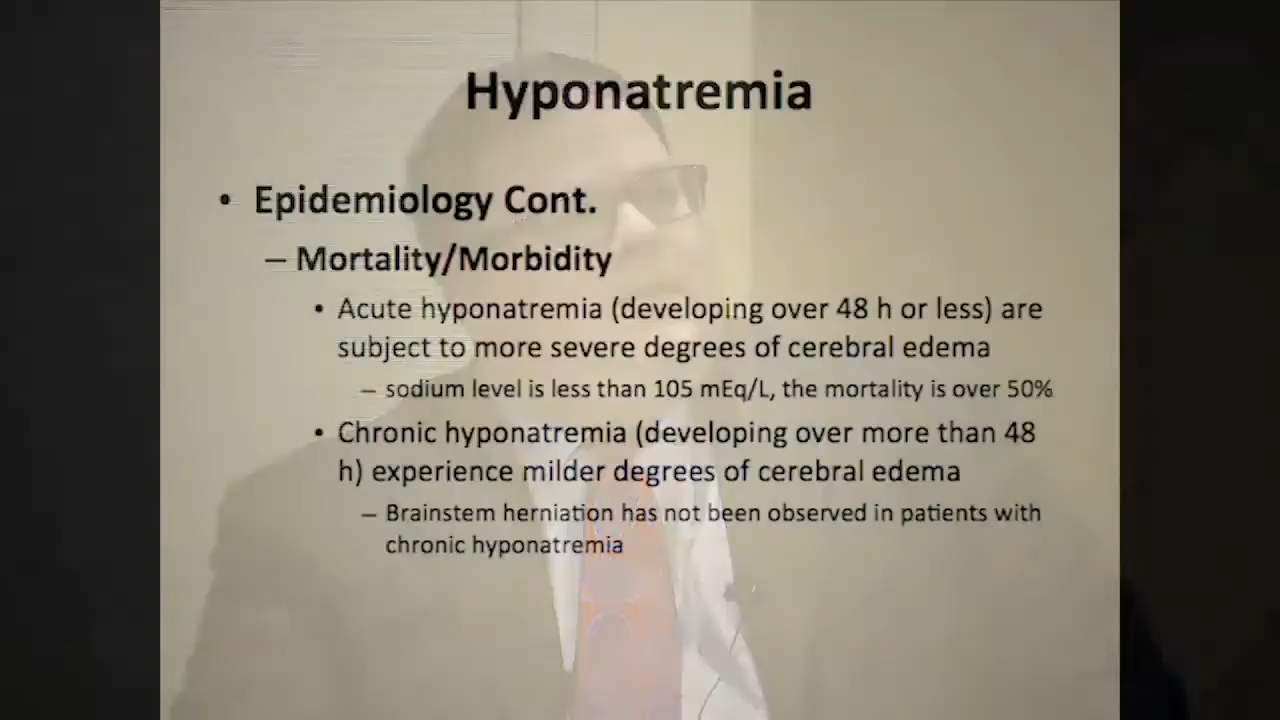 Hyponatremia
• Epidemiology Cont.
– Mortality/Morbidity
• Acute hyponatremia (developing over 48 h or less) are
subject to more severe degrees of cerebral edema
– sodium level is less than 105 mEq/L, the mortality is over 50%
• Chronic hyponatremia (developing over more than 48
h) experience milder degrees of cerebral edema
– Brainstem herniation has not been observed in patients with
chronic hyponatremia